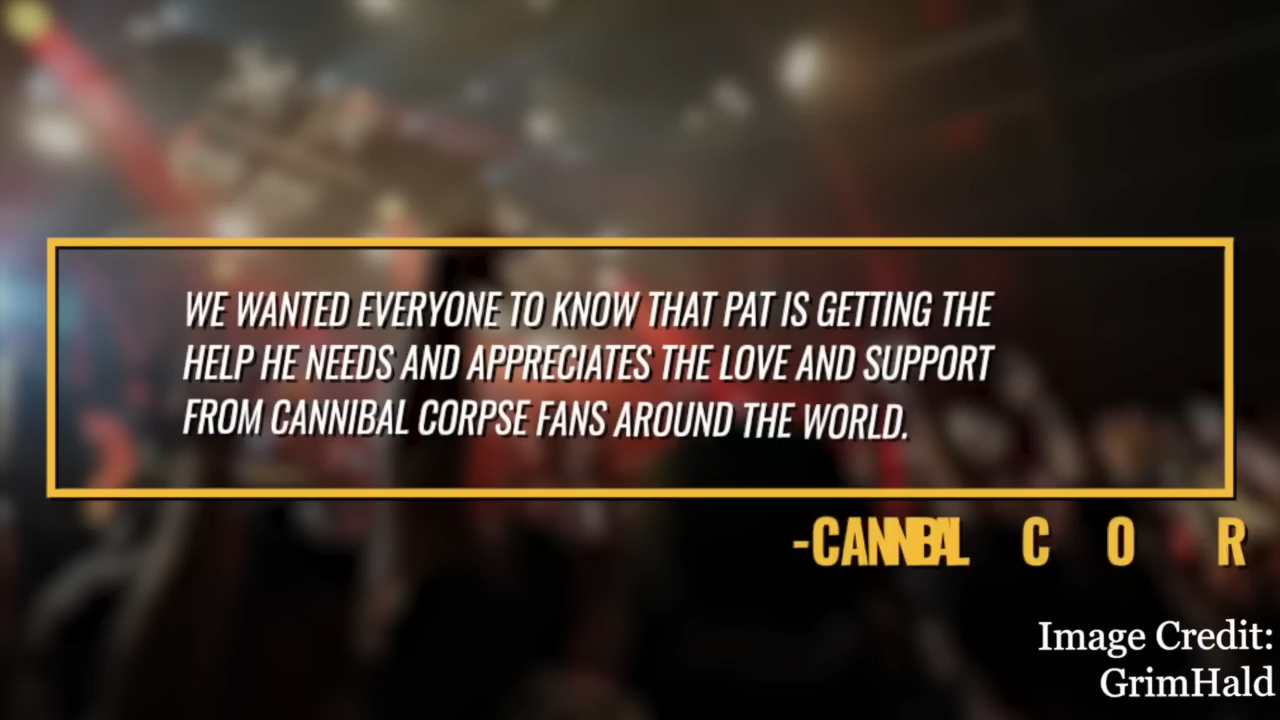 WE WANTED EVERYONE TO KNOW THAT PAT IS GETTING THE
HELP HE NEEDS AND APPRECIATES THE LOVE AND SUPPORT
FROM CANNIBAL CORPSE FANS AROUND THE WORLD.
-CANNIBAL C O R
Image Credit:
GrimHald